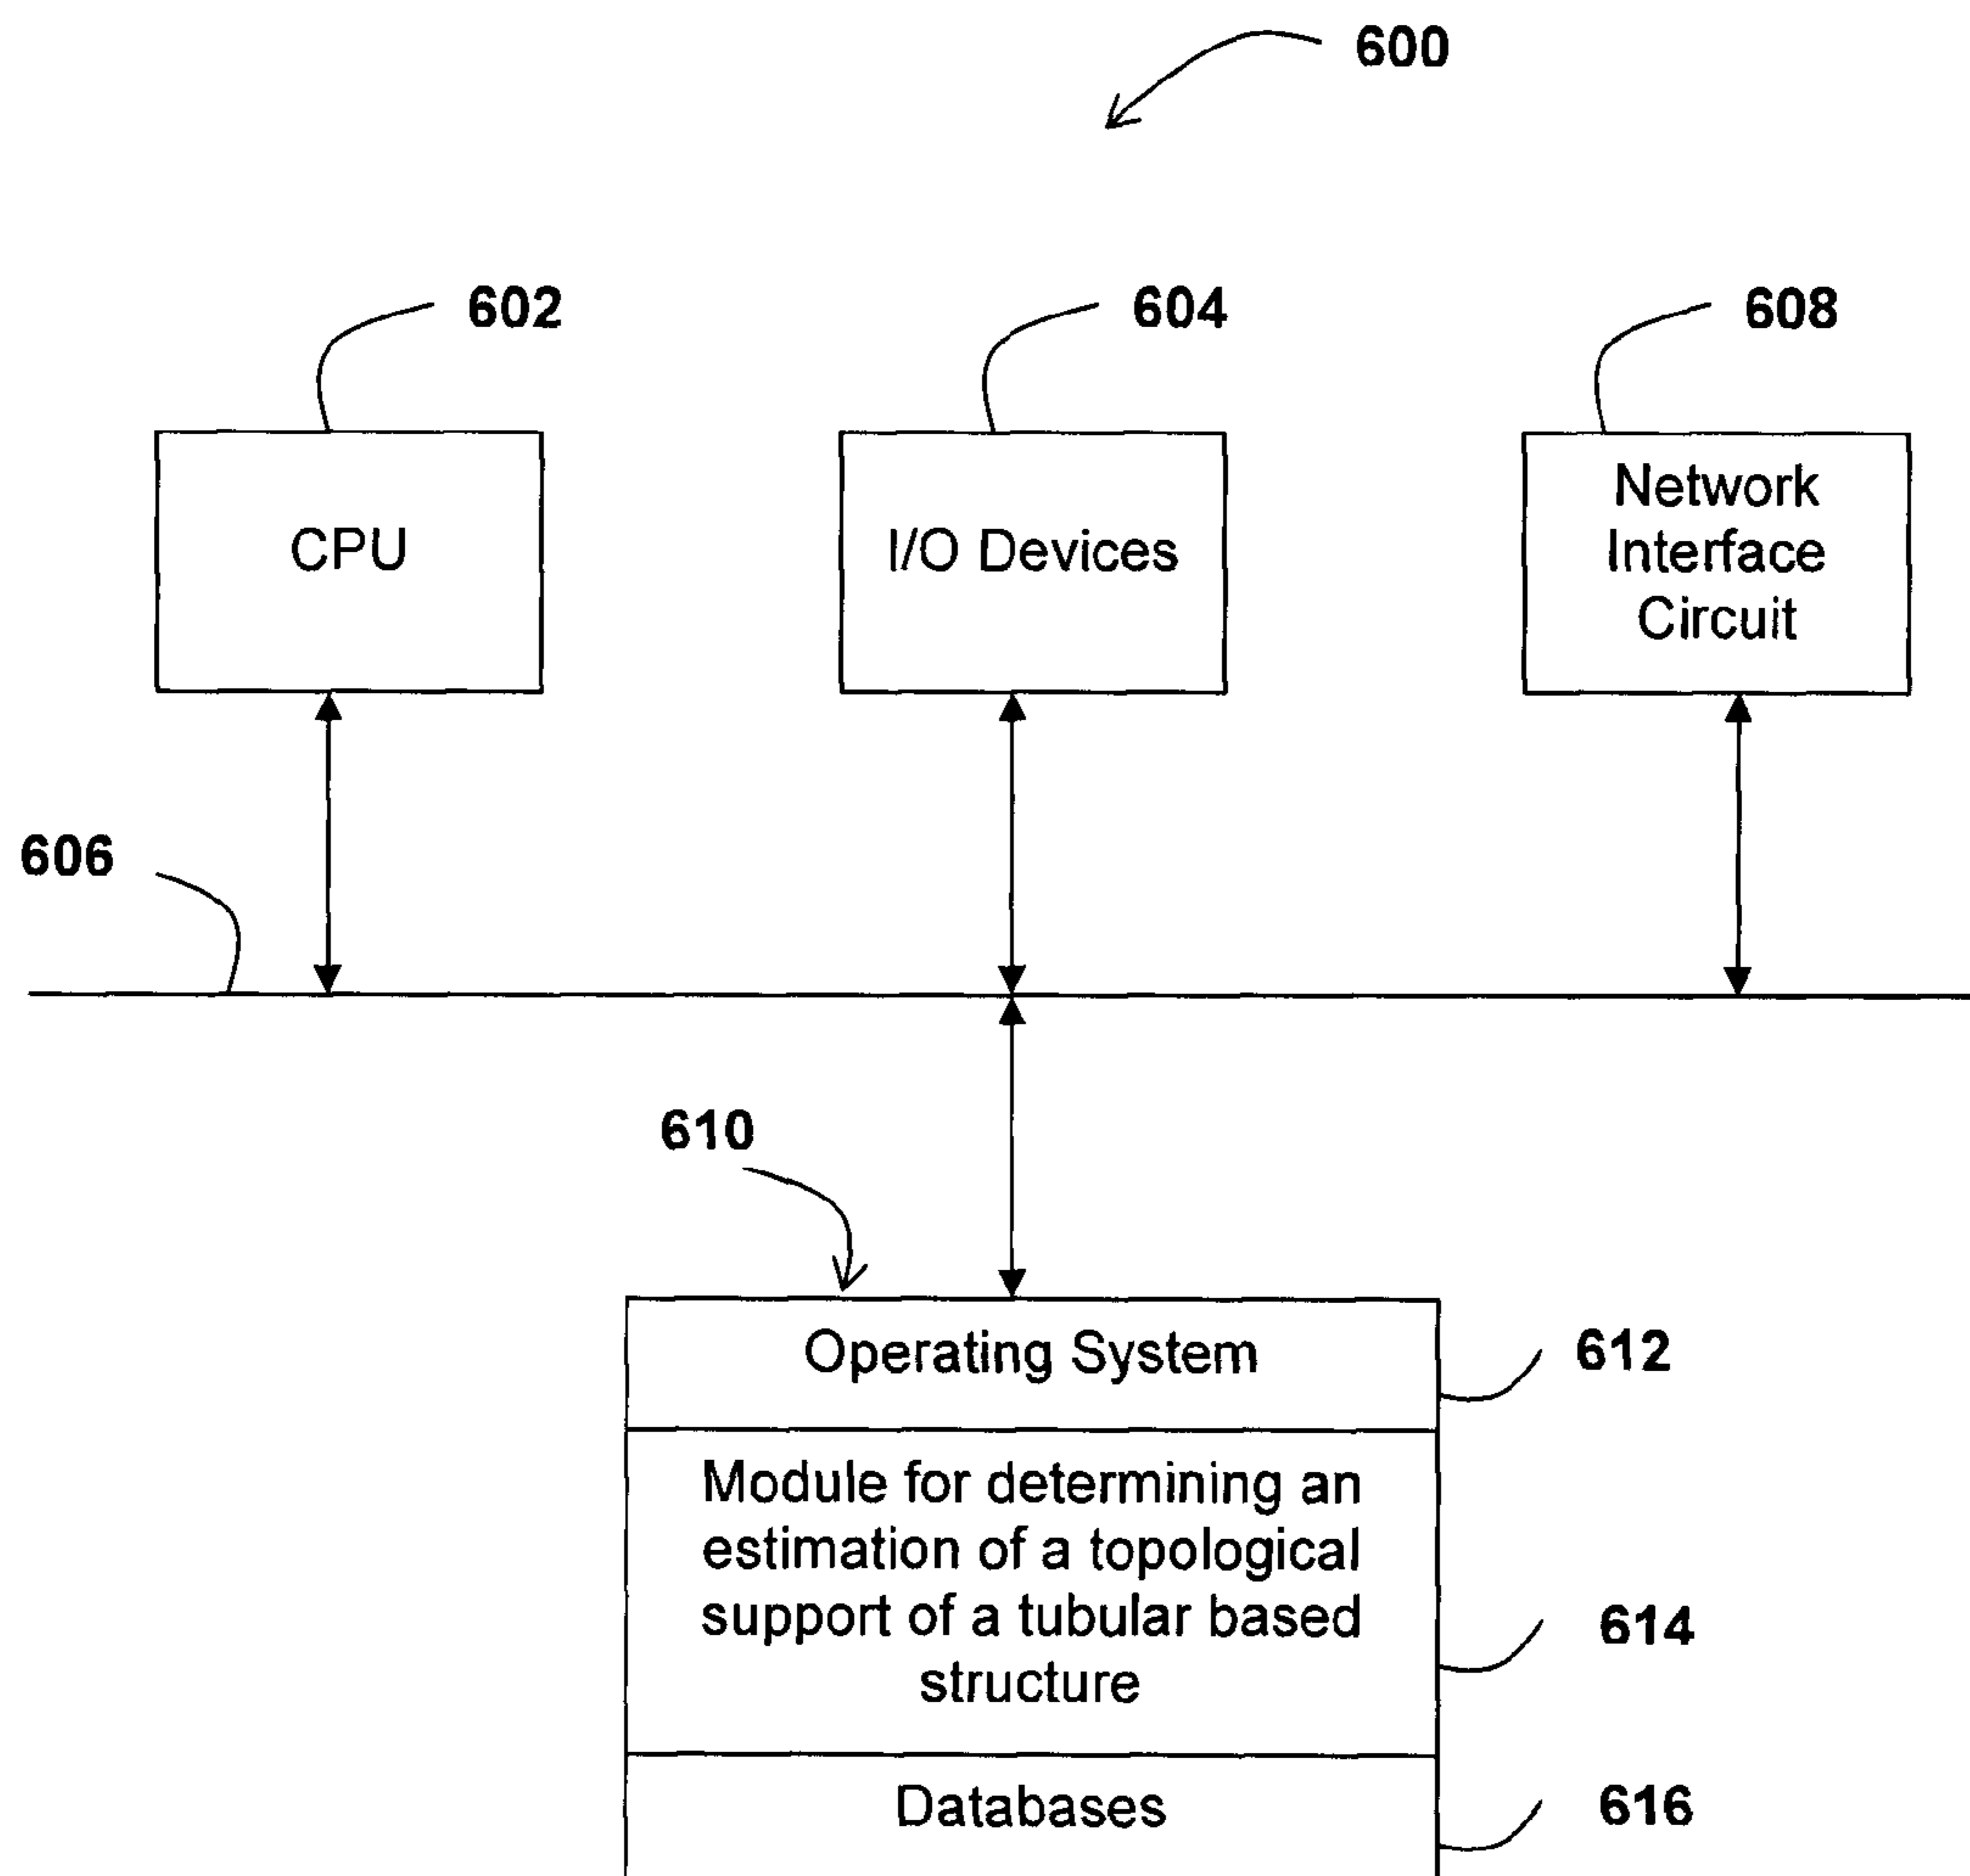 600
602
604
608
CPU
I/O Devices
Network
Interface
Circuit
606
610
Operating System
612
Module for determining an
estimation of a topological
support of a tubular based
structure
614
Databases
616